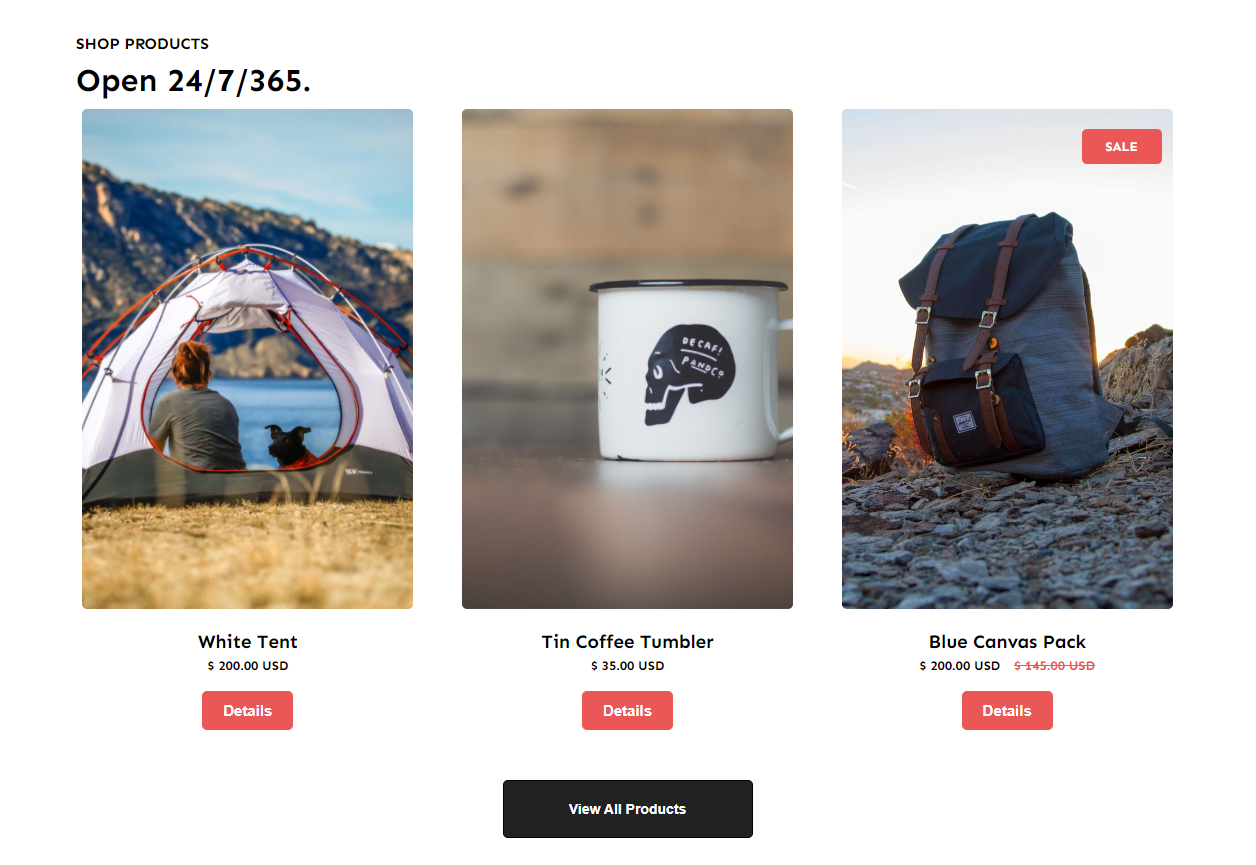 SHOP PRODUCTS
Open 24/7/365.
SALE
DECAF!
PANDCO
White Tent
Tin Coffee Tumbler
Blue Canvas Pack
$ 200.00 USD
$ 35.00 USD
$ 200.00 USD $ 145.00 USD
Details
Details
Details
View All Products